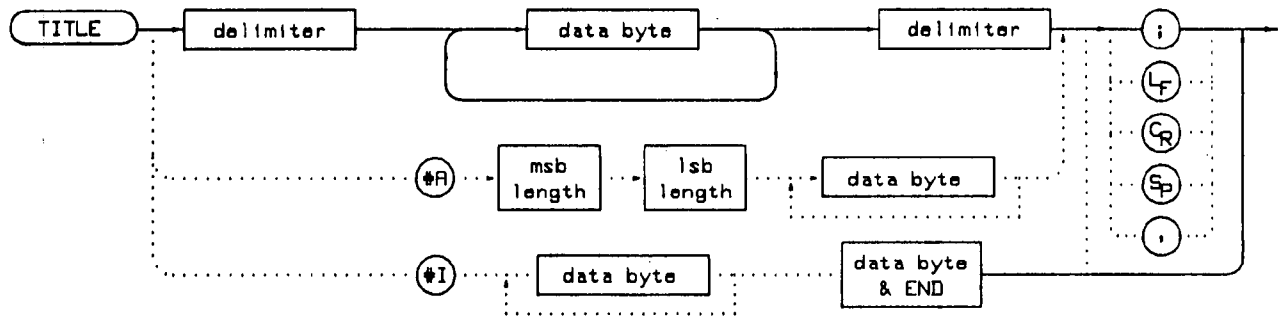 TITLE delimiter data byte delimiter ;
LF
CR
#A msb length lsb length data byte
SP
,
#I data byte data byte & END